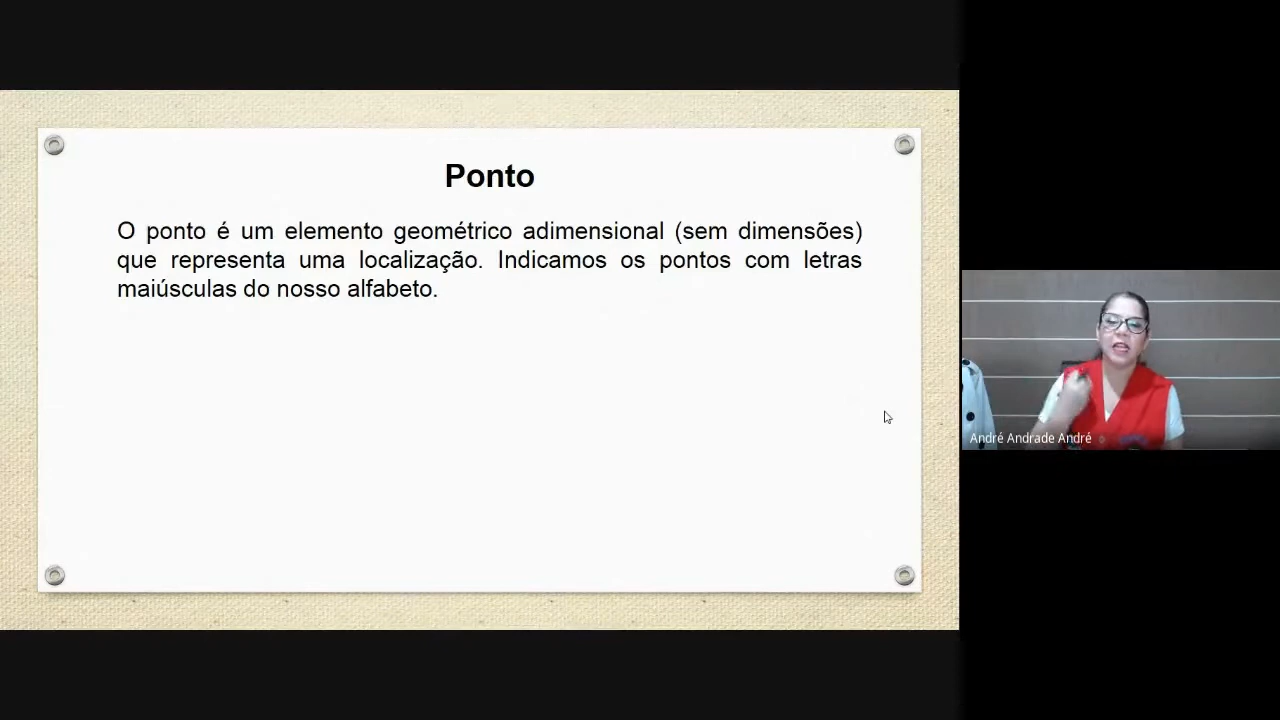 Ponto
O ponto é um elemento geométrico adimensional (sem dimensões)
que representa uma localização. Indicamos os pontos com letras
maiúsculas do nosso alfabeto.
André Andrade André